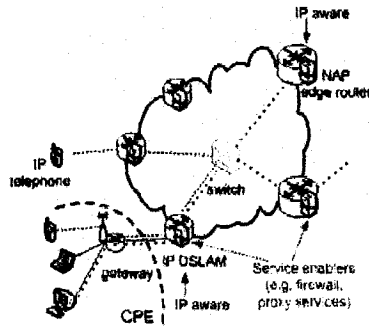 IP aware
NAP
edge router
IP
telephone
switch
gateway
IP DSLAM
Service enablers
(e.g. firewall,
proxy services)
IP aware
CPE